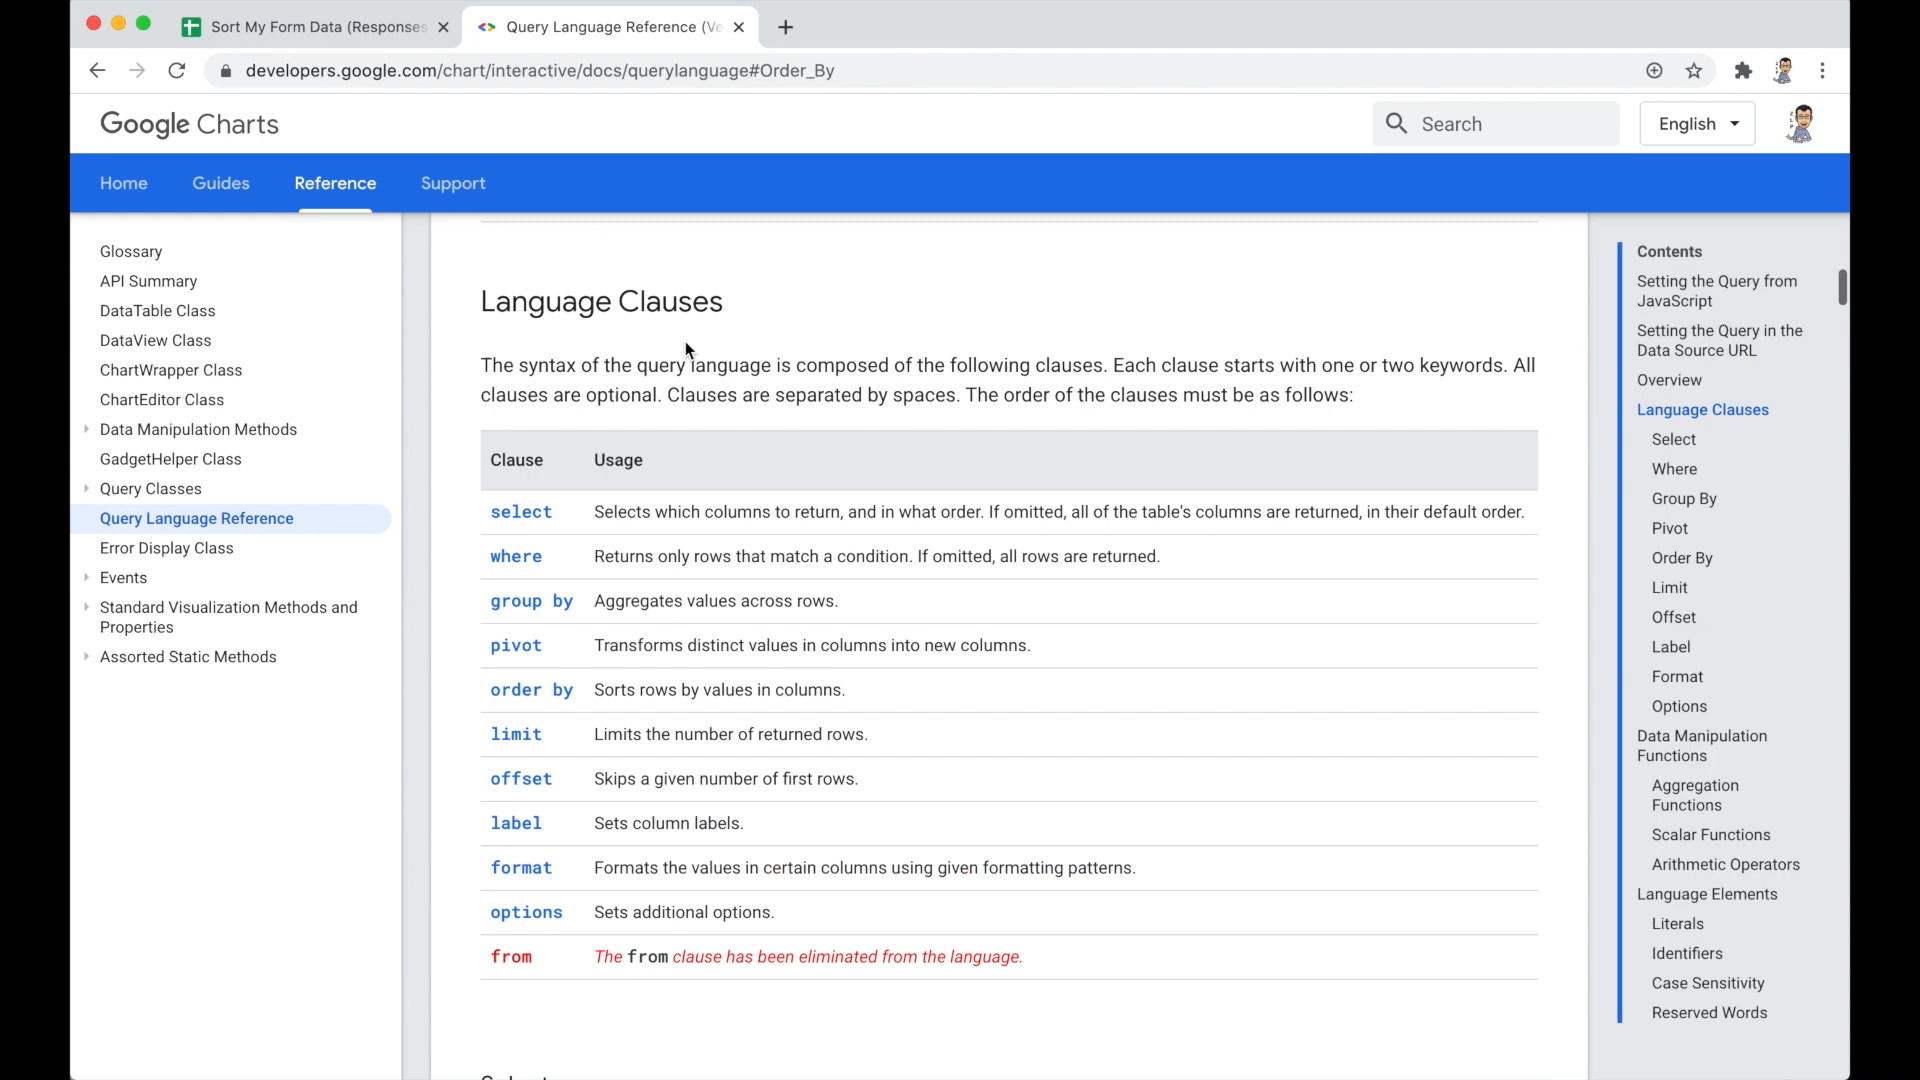 Sort My Form Data (Responses
Query Language Reference (Ve
developers.google.com/chart/interactive/docs/querylanguage#Order_By
Google Charts
Search
English
Home
Guides
Reference
Support
Glossary
API Summary
DataTable Class
DataView Class
ChartWrapper Class
ChartEditor Class
Data Manipulation Methods
GadgetHelper Class
Query Classes
Query Language Reference
Error Display Class
Events
Standard Visualization Methods and
Properties
Assorted Static Methods
Language Clauses
The syntax of the query language is composed of the following clauses. Each clause starts with one or two keywords. All
clauses are optional. Clauses are separated by spaces. The order of the clauses must be as follows:
Clause Usage
select Selects which columns to return, and in what order. If omitted, all of the table's columns are returned, in their default order.
where Returns only rows that match a condition. If omitted, all rows are returned.
group by Aggregates values across rows.
pivot Transforms distinct values in columns into new columns.
order by Sorts rows by values in columns.
limit Limits the number of returned rows.
offset Skips a given number of first rows.
label Sets column labels.
format Formats the values in certain columns using given formatting patterns.
options Sets additional options.
from The from clause has been eliminated from the language.
Contents
Setting the Query from
JavaScript
Setting the Query in the
Data Source URL
Overview
Language Clauses
Select
Where
Group By
Pivot
Order By
Limit
Offset
Label
Format
Options
Data Manipulation
Functions
Aggregation
Functions
Scalar Functions
Arithmetic Operators
Language Elements
Literals
Identifiers
Case Sensitivity
Reserved Words